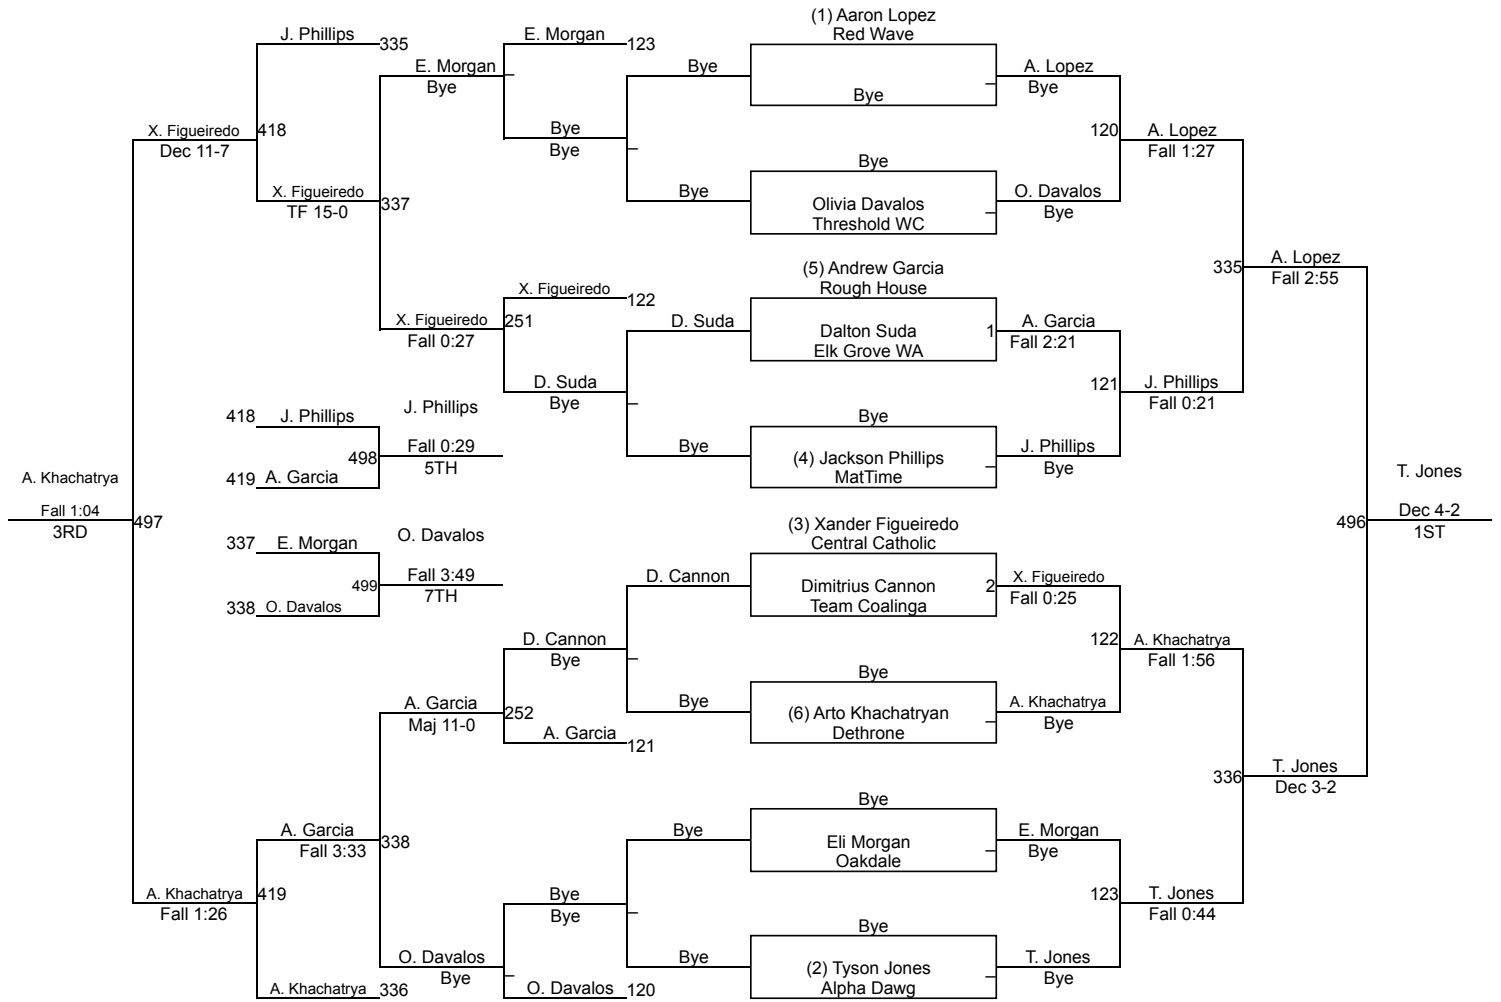 (1) Aaron Lopez
Red Wave
J. Phillips
335
E. Morgan
123
E. Morgan
Bye
Bye
Bye
A. Lopez
Bye
X. Figueiredo
418
Dec 11-7
Bye
Bye
120
A. Lopez
Fall 1:27
Bye
X. Figueiredo
337
TF 15-0
Bye
Olivia Davalos
Threshold WC
O. Davalos
Bye
(5) Andrew Garcia
Rough House
335
A. Lopez
Fall 2:55
X. Figueiredo
122
X. Figueiredo
251
Fall 0:27
D. Suda
Dalton Suda
Elk Grove WA
1
A. Garcia
Fall 2:21
D. Suda
Bye
121
J. Phillips
Fall 0:21
418
J. Phillips
J. Phillips
Bye
498
Fall 0:29
5TH
Bye
(4) Jackson Phillips
MatTime
J. Phillips
Bye
419
A. Garcia
A. Khachatrya
T. Jones
Fall 1:04
497
3RD
496
Dec 4-2
1ST
(3) Xander Figueiredo
Central Catholic
337
E. Morgan
O. Davalos
499
Fall 3:49
7TH
D. Cannon
Dimitrius Cannon
Team Coalinga
2
X. Figueiredo
Fall 0:25
338
O. Davalos
D. Cannon
Bye
122
A. Khachatrya
Fall 1:56
Bye
A. Garcia
252
Maj 11-0
Bye
(6) Arto Khachatryan
Dethrone
A. Khachatrya
Bye
A. Garcia
121
336
T. Jones
Dec 3-2
Bye
A. Garcia
338
Fall 3:33
Bye
Eli Morgan
Oakdale
E. Morgan
Bye
A. Khachatrya
419
Fall 1:26
Bye
Bye
123
T. Jones
Fall 0:44
Bye
O. Davalos
Bye
Bye
(2) Tyson Jones
Alpha Dawg
T. Jones
Bye
A. Khachatrya
336
O. Davalos
120